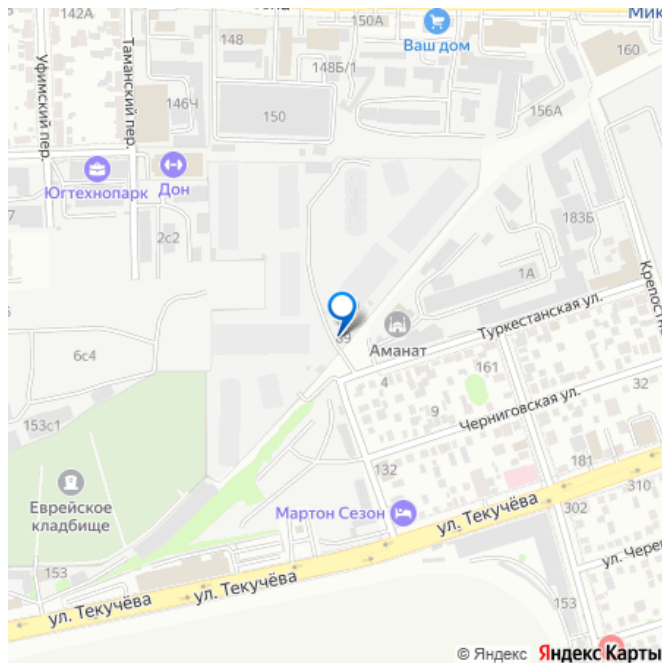 142А
150А
Мик
148
Ваш дом
148Б/1
160
Уфимский пер.
Таманский пер.
146Ч
150
156А
Югтехнопарк
Дон
7
2с2
183Б
1А
Крепостн
Туркестанская ул.
Аманат
6с4
161
4
32
9
Черниговская ул.
153с1
132
181
Еврейское
кладбище
Мартон Сезон
ул. Текучёва
302
310
153
ул. Текучёва
ул. Текучёва
ул. Чере
153
© Яндекс
Яндекс Карты